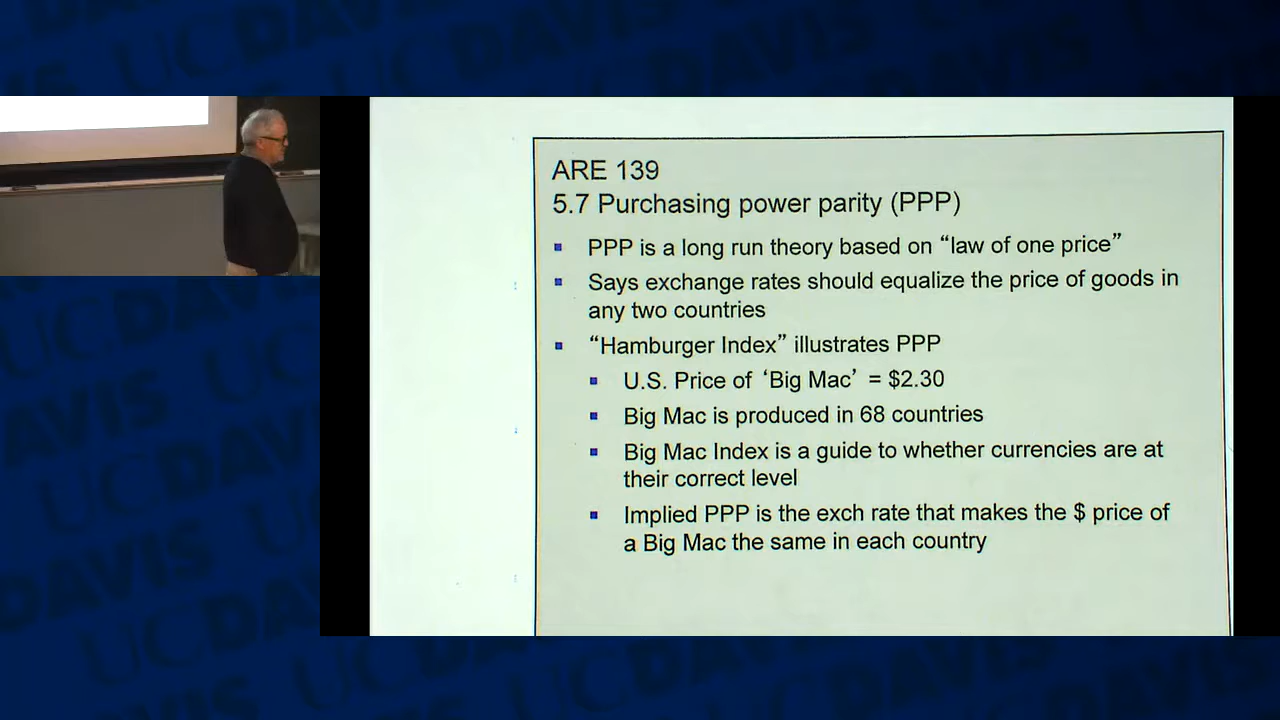 ARE 139
5.7 Purchasing power parity (PPP)
▪ PPP is a long run theory based on “law of one price”
▪ Says exchange rates should equalize the price of goods in
any two countries
▪ “Hamburger Index” illustrates PPP
▪ U.S. Price of ‘Big Mac’ = $2.30
▪ Big Mac is produced in 68 countries
▪ Big Mac Index is a guide to whether currencies are at
their correct level
▪ Implied PPP is the exch rate that makes the $ price of
a Big Mac the same in each country
UC DAVIS